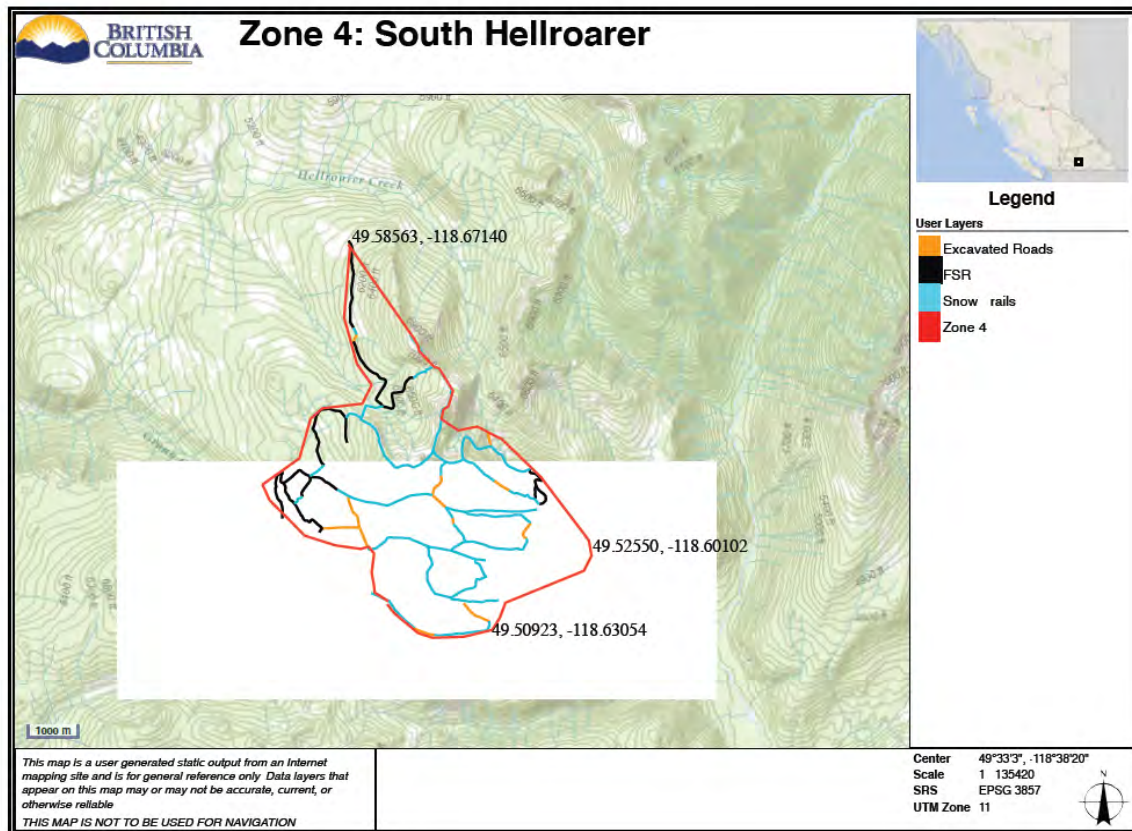 BRITISH
COLUMBIA
Zone 4: South Hellroarer
Hellroarer Creek
49.58563, -118.67140
49.52550, -118.60102
49.50923, -118.63054
1000 m
Legend
User Layers
Excavated Roads
FSR
Snow rails
Zone 4
This map is a user generated static output from an Internet
mapping site and is for general reference only Data layers that
appear on this map may or may not be accurate, current, or
otherwise reliable
THIS MAP IS NOT TO BE USED FOR NAVIGATION
Center 49°33'3", -118°38'20"
Scale 1 135420
SRS EPSG 3857
UTM Zone 11
N